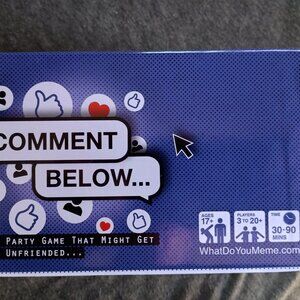 COMMENT
BELOW...
PARTY GAME THAT MIGHT GET
UNFRIENDED...
AGES
17+
PLAYERS
3 TO 20+
TIME
30-90
MINS
WhatDoYouMeme.com